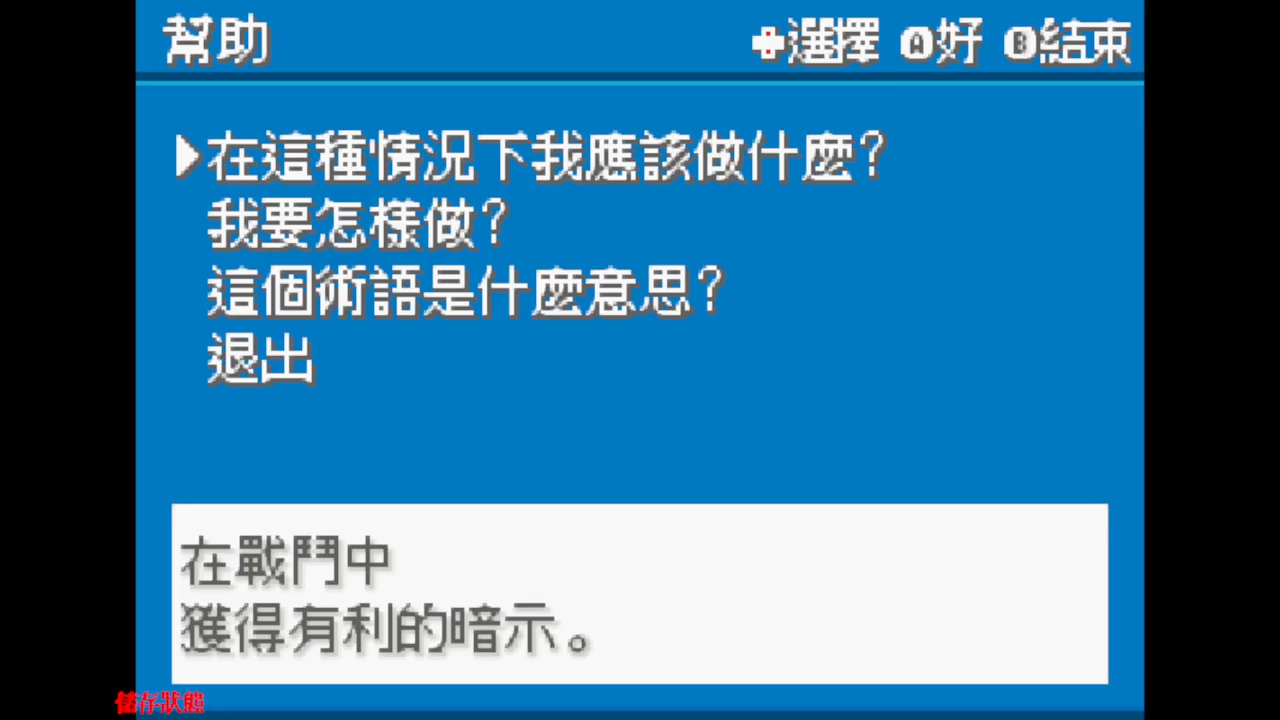 幫助
✚選擇 Ⓐ好 Ⓑ結束
▶在這種情況下我應該做什麼?
我要怎樣做?
這個術語是什麼意思?
退出
在戰鬥中
獲得有利的暗示。
儲存狀態